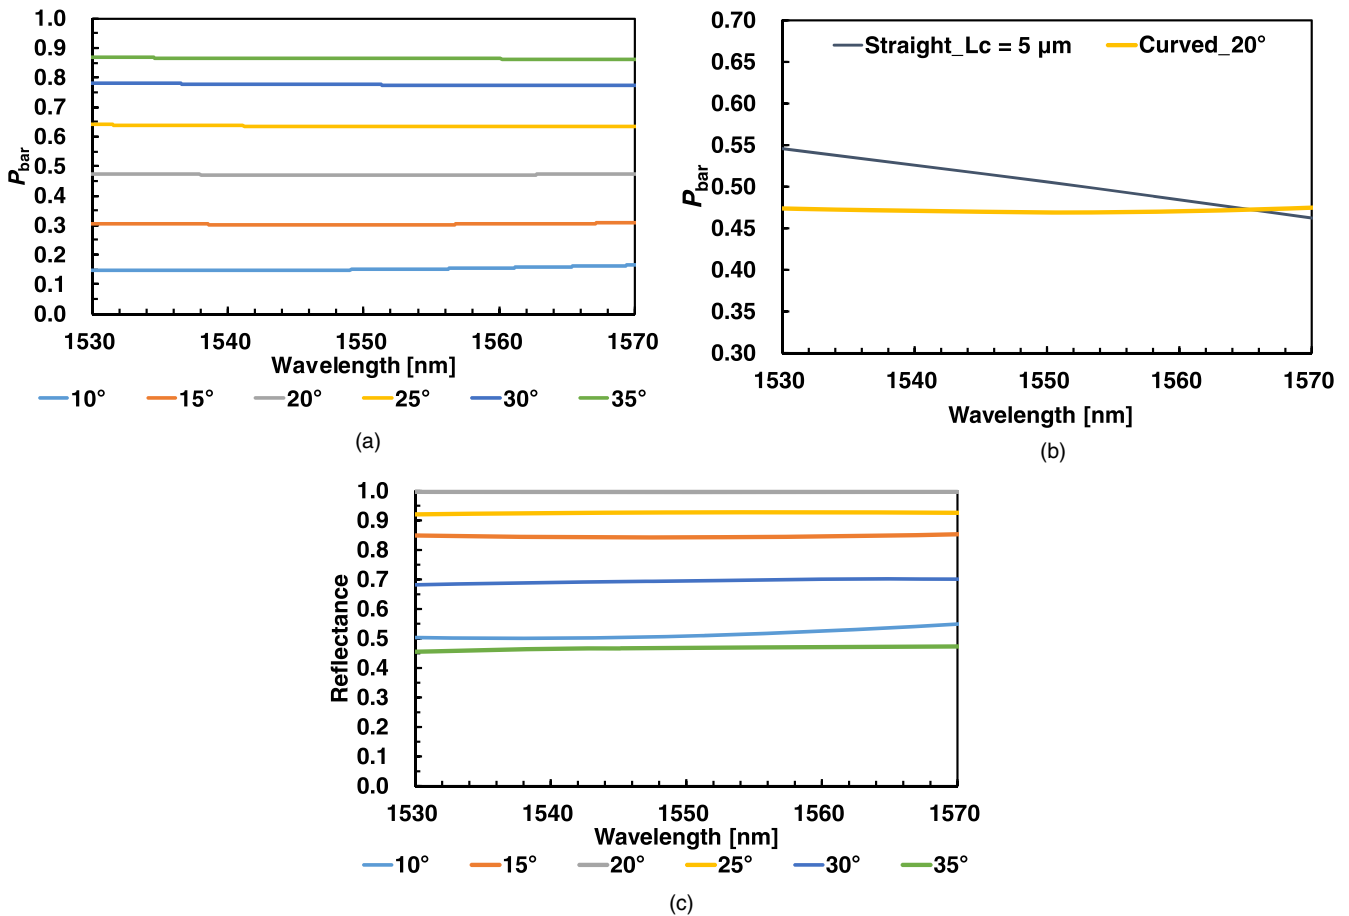 1.0
0.9
0.8
0.7
0.6
0.5
0.4
0.3
0.2
0.1
0.0
Pbar
1530 1540 1550 1560 1570
Wavelength [nm]
10° 15° 20° 25° 30° 35°
(a)
0.70
0.65
0.60
0.55
0.50
0.45
0.40
0.35
0.30
Pbar
Straight_Lc = 5 µm Curved_20°
1530 1540 1550 1560 1570
Wavelength [nm]
(b)
1.0
0.9
0.8
0.7
0.6
0.5
0.4
0.3
0.2
0.1
0.0
Reflectance
1530 1540 1550 1560 1570
Wavelength [nm]
10° 15° 20° 25° 30° 35°
(c)